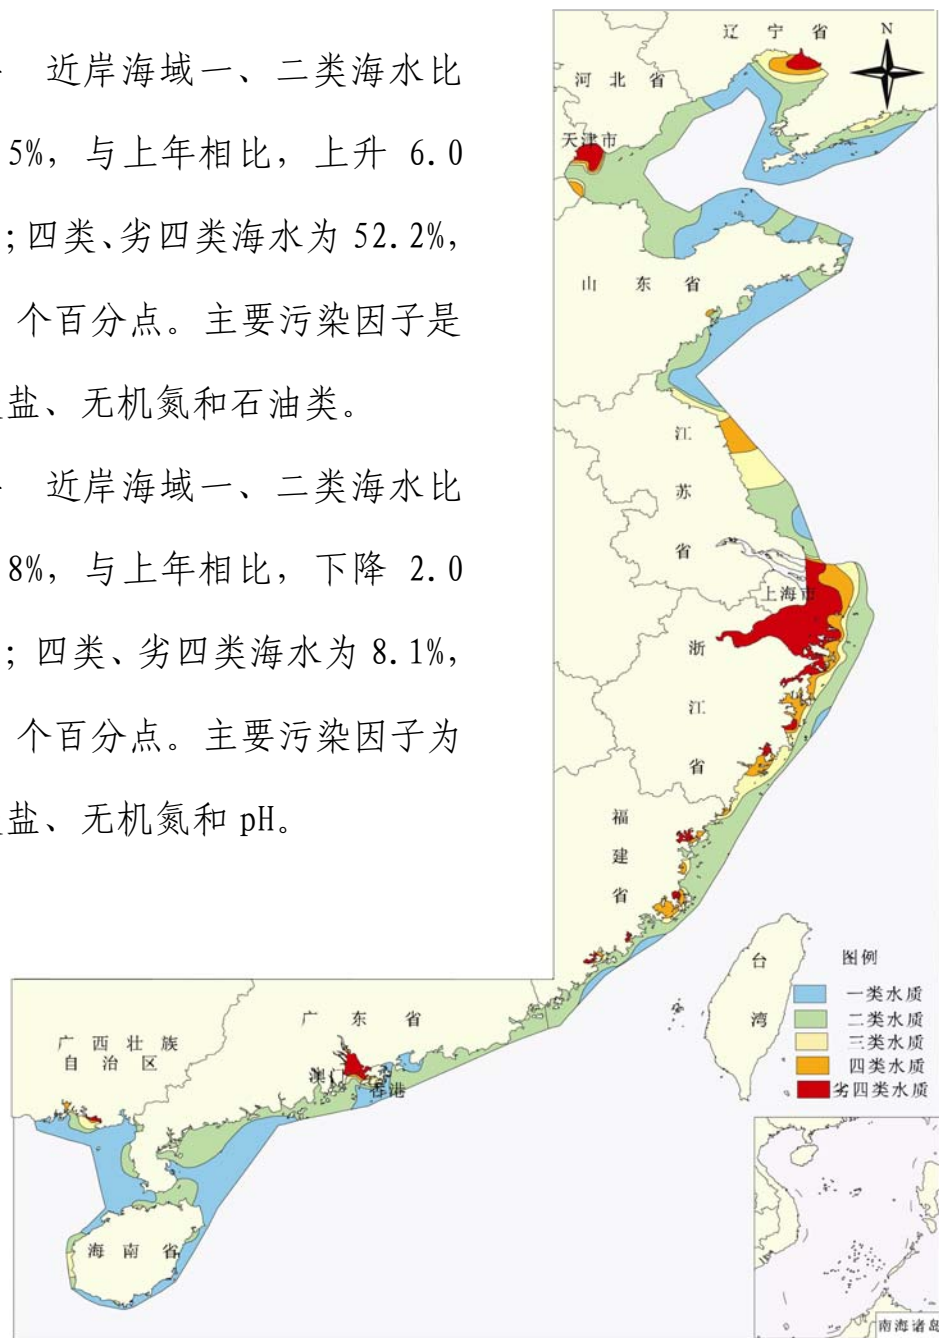 近岸海域一、二类海水比
5%，与上年相比，上升 6.0
；四类、劣四类海水为 52.2%，
个百分点。主要污染因子是
盐、无机氮和石油类。
近岸海域一、二类海水比
8%，与上年相比，下降 2.0
；四类、劣四类海水为 8.1%，
个百分点。主要污染因子为
盐、无机氮和 pH。
辽宁省
N
河北省
天津市
山东省
江苏省
上海市
浙江省
福建省
台湾
广东省
广西壮族
自治区
澳门
香港
海南省
图例
一类水质
二类水质
三类水质
四类水质
劣四类水质
南海诸岛